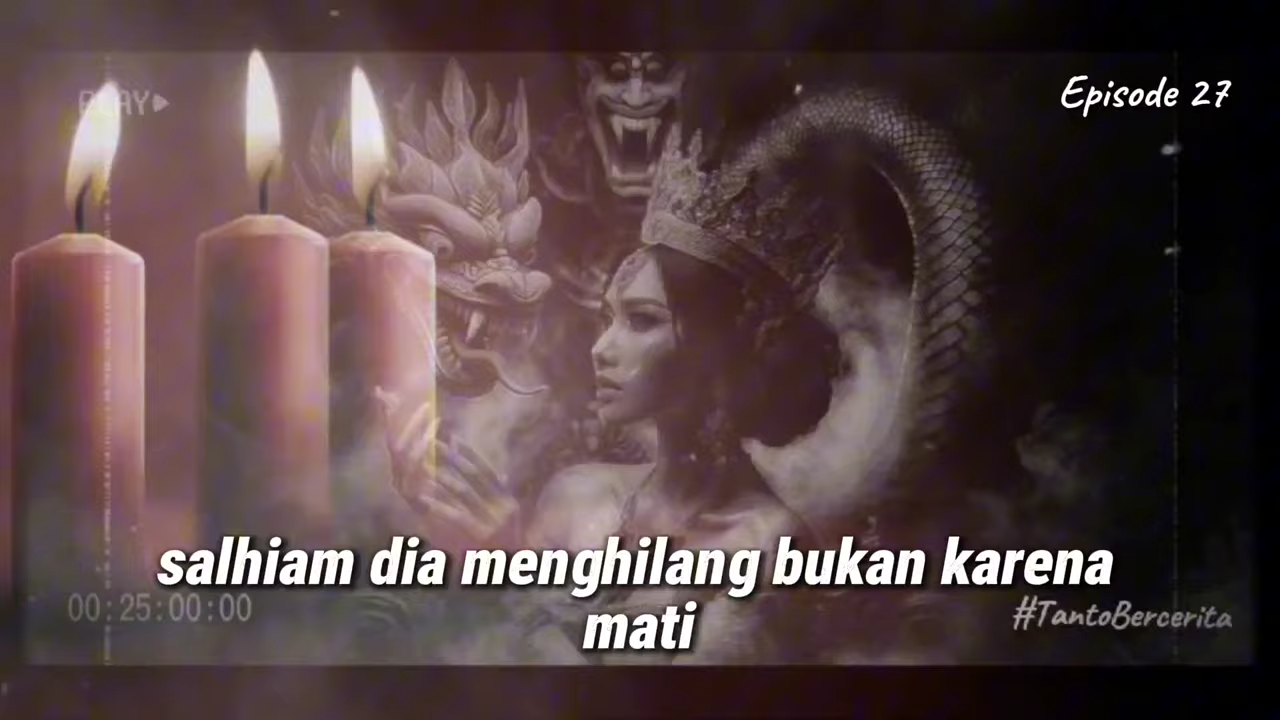 PLAY
Episode 27
salhiam dia menghilang bukan karena
mati
00:25:00:00
#TantoBercerita